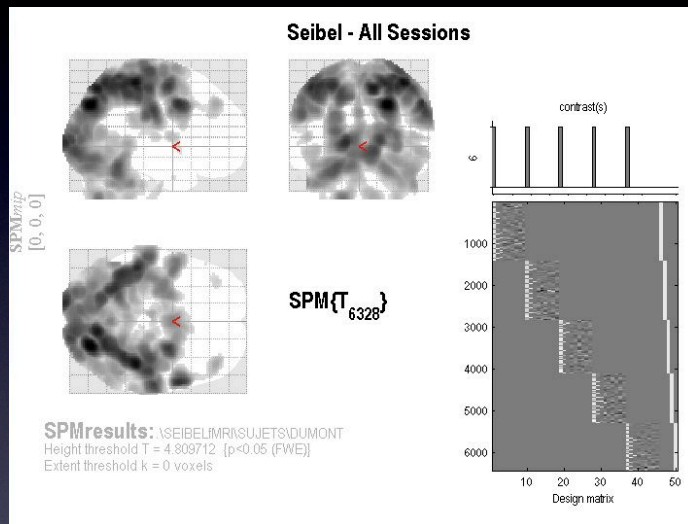 Seibel - All Sessions
SPMmip
[0, 0, 0]
<
<
<
SPM{T6328}
SPMresults: .\SEIBELfMRI\SUJETS\DUMONT
Height threshold T = 4.809712 {p<0.05 (FWE)}
Extent threshold k = 0 voxels
contrast(s)
6
1000
2000
3000
4000
5000
6000
10 20 30 40 50
Design matrix